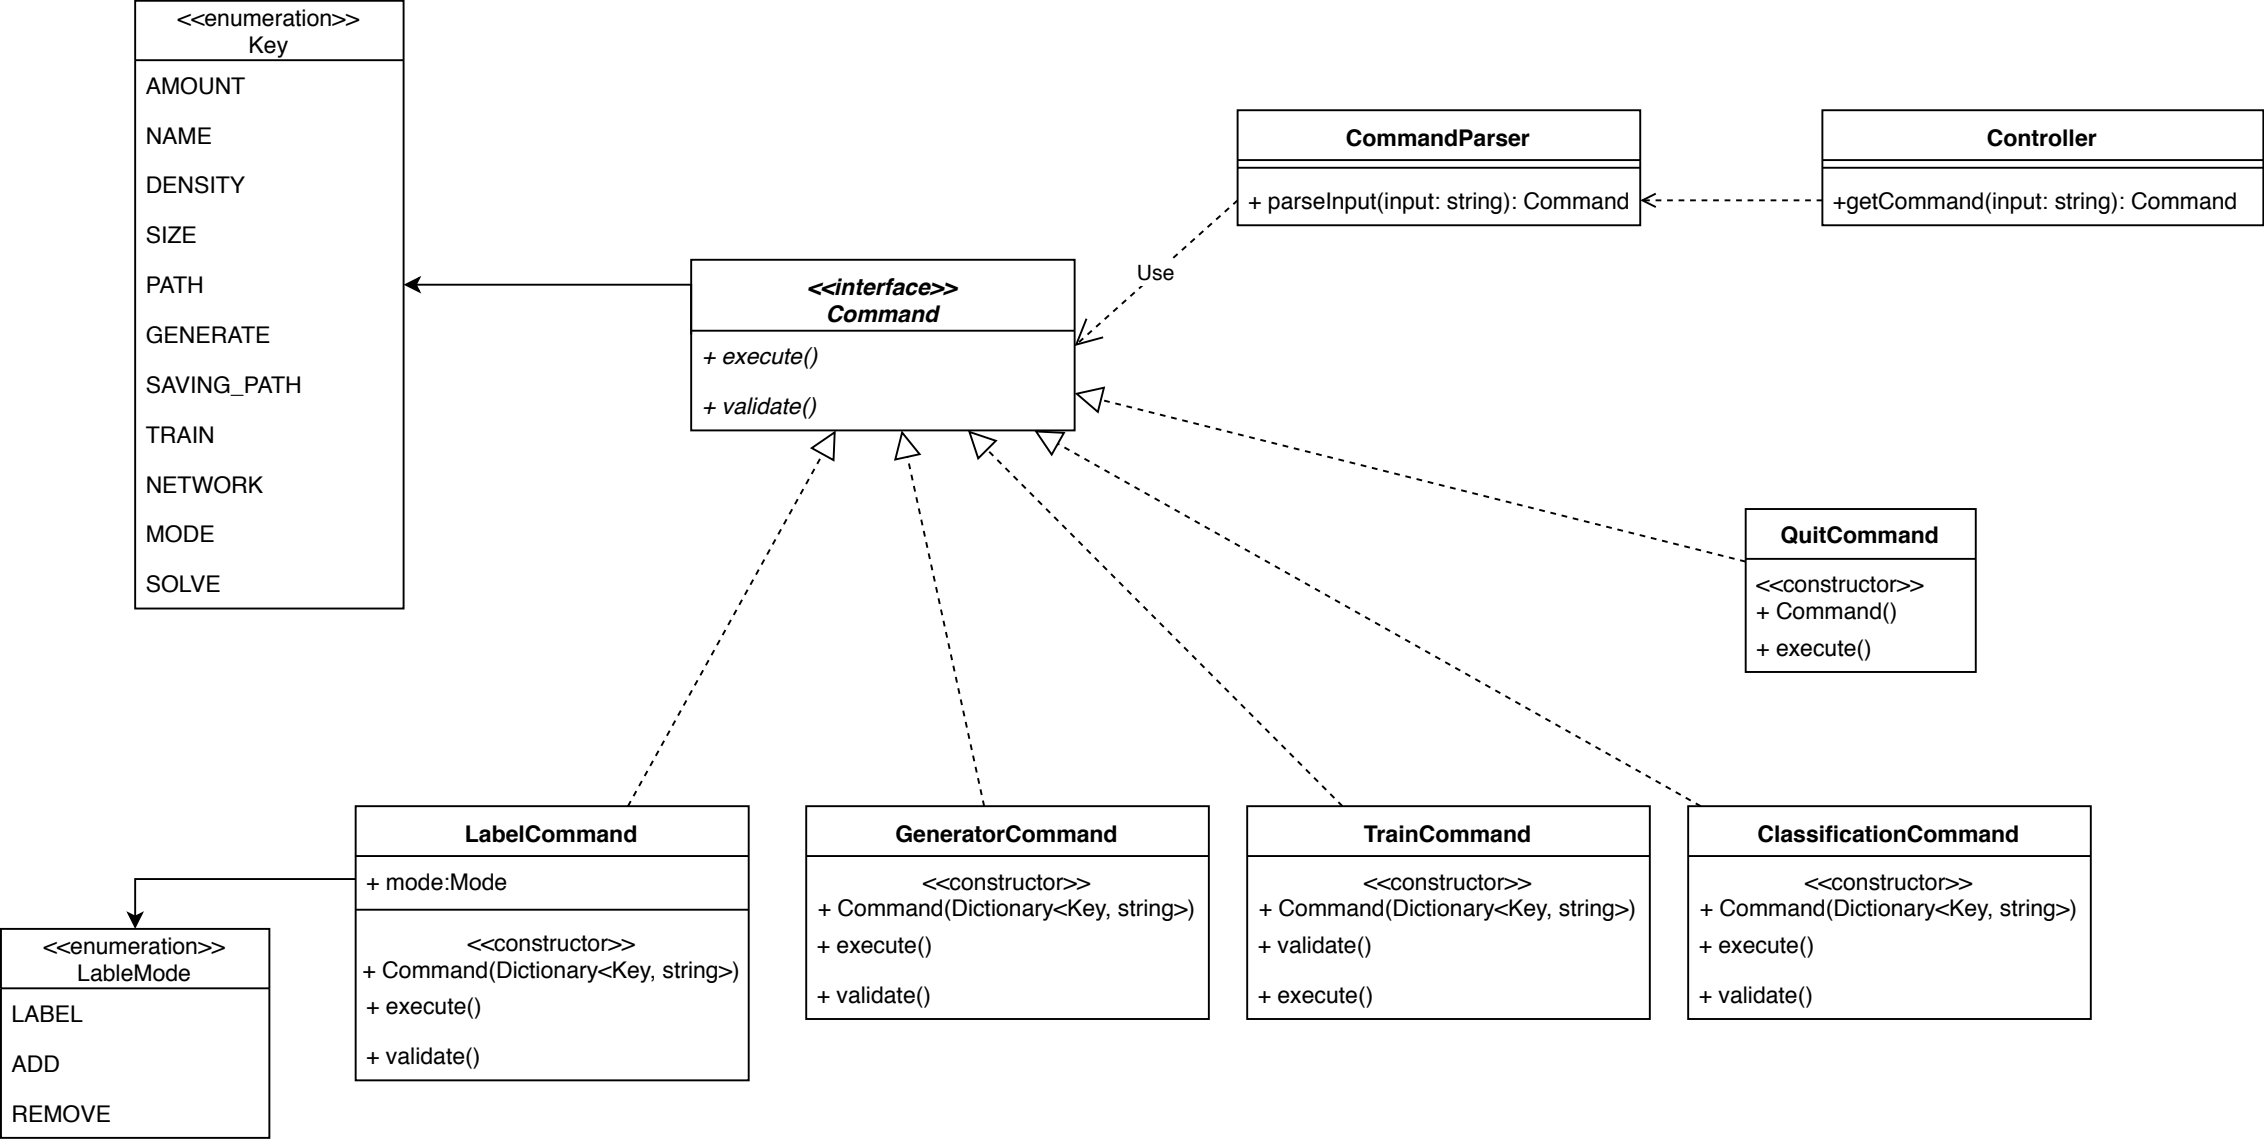 <<enumeration>>
Key
AMOUNT
NAME
DENSITY
SIZE
PATH
GENERATE
SAVING_PATH
TRAIN
NETWORK
MODE
SOLVE
CommandParser
+ parseInput(input: string): Command
Controller
+getCommand(input: string): Command
Use
<<interface>>
Command
+ execute()
+ validate()
QuitCommand
<<constructor>>
+ Command()
+ execute()
LabelCommand
+ mode:Mode
<<constructor>>
+ Command(Dictionary<Key, string>)
+ execute()
+ validate()
GeneratorCommand
<<constructor>>
+ Command(Dictionary<Key, string>)
+ execute()
+ validate()
TrainCommand
<<constructor>>
+ Command(Dictionary<Key, string>)
+ validate()
+ execute()
ClassificationCommand
<<constructor>>
+ Command(Dictionary<Key, string>)
+ execute()
+ validate()
<<enumeration>>
LableMode
LABEL
ADD
REMOVE